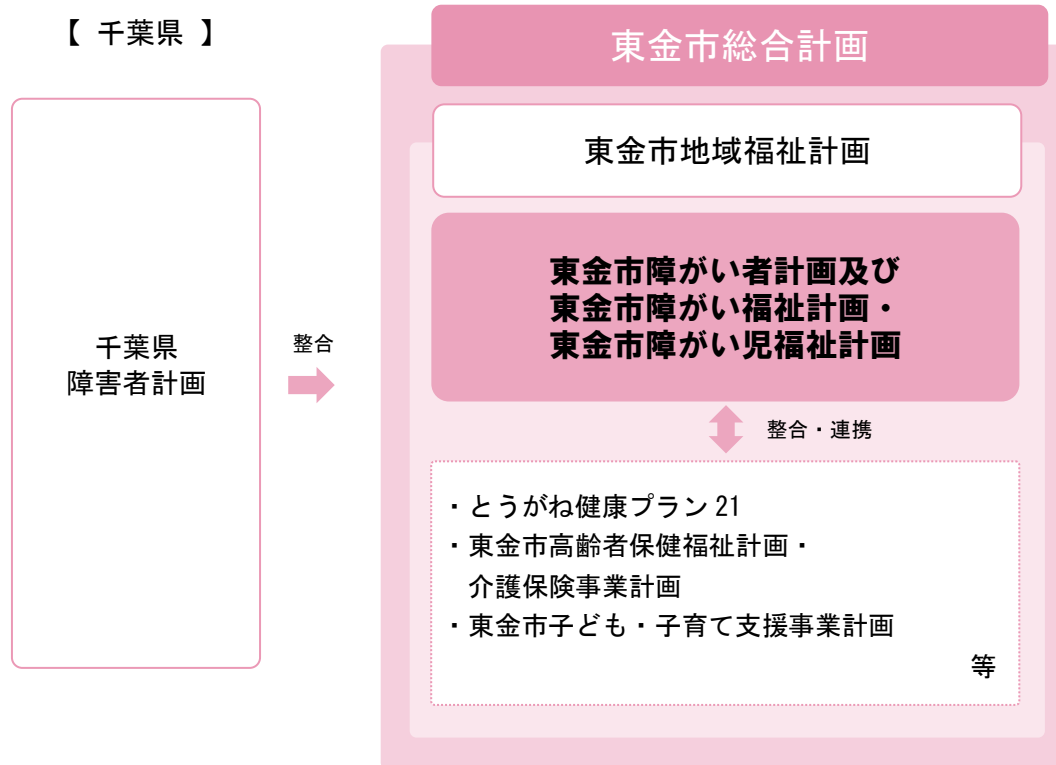 【 千葉県 】
千葉県
障害者計画
整合
東金市総合計画
東金市地域福祉計画
東金市障がい者計画及び
東金市障がい福祉計画・
東金市障がい児福祉計画
整合・連携
・とうがね健康プラン 21
・東金市高齢者保健福祉計画・
介護保険事業計画
・東金市子ども・子育て支援事業計画
等